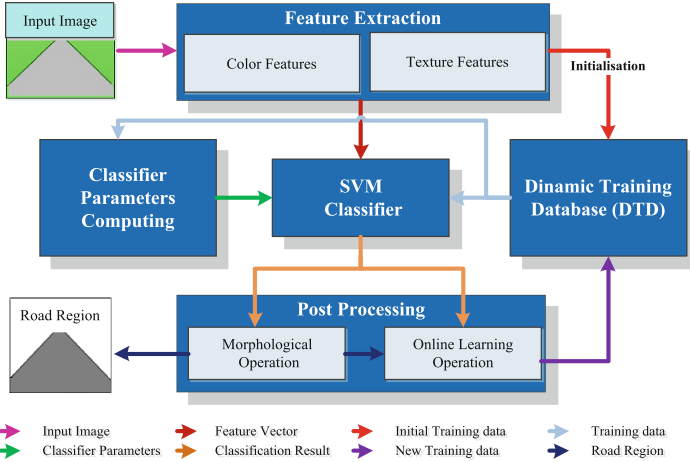 Input Image
Feature Extraction
Color Features
Texture Features
Initialisation
Classifier
Parameters
Computing
SVM
Classifier
Dinamic Training
Database (DTD)
Road Region
Post Processing
Morphological
Operation
Online Learning
Operation
Input Image
Feature Vector
Initial Training data
Training data
Classifier Parameters
Classification Result
New Training data
Road Region